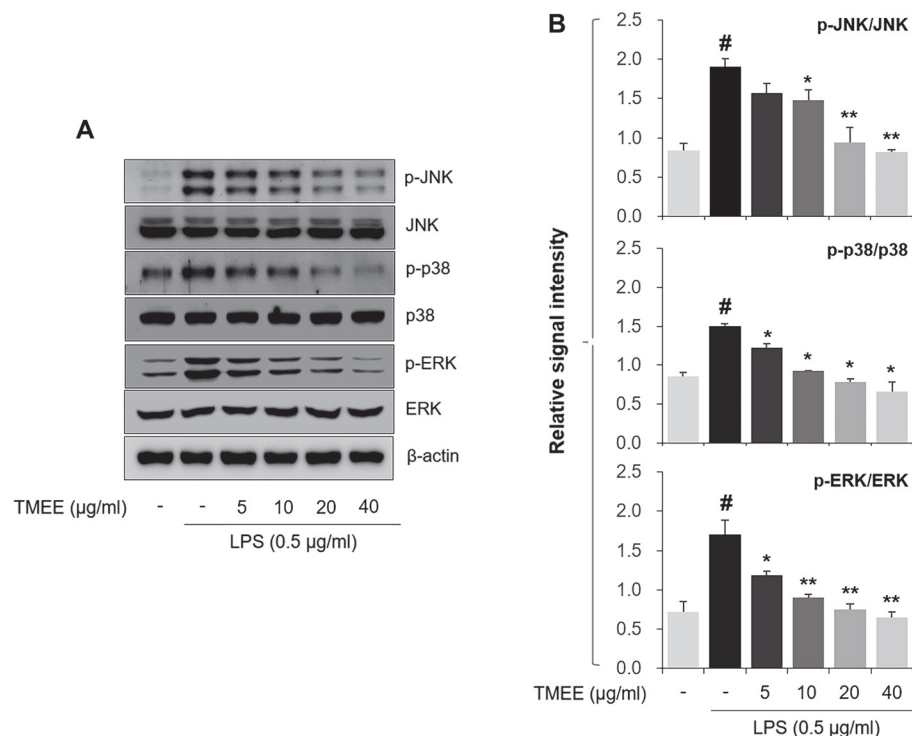 A
p-JNK
JNK
p-p38
p38
p-ERK
ERK
β-actin
TMEE (µg/ml) - - 5 10 20 40
LPS (0.5 µg/ml)
B
Relative signal intensity
p-JNK/JNK
2.5
2.0
1.5
1.0
0.5
0.0
#
*
**
**
p-p38/p38
2.5
2.0
1.5
1.0
0.5
0.0
#
*
*
*
*
p-ERK/ERK
2.5
2.0
1.5
1.0
0.5
0.0
#
*
**
**
**
TMEE (µg/ml) - - 5 10 20 40
LPS (0.5 µg/ml)